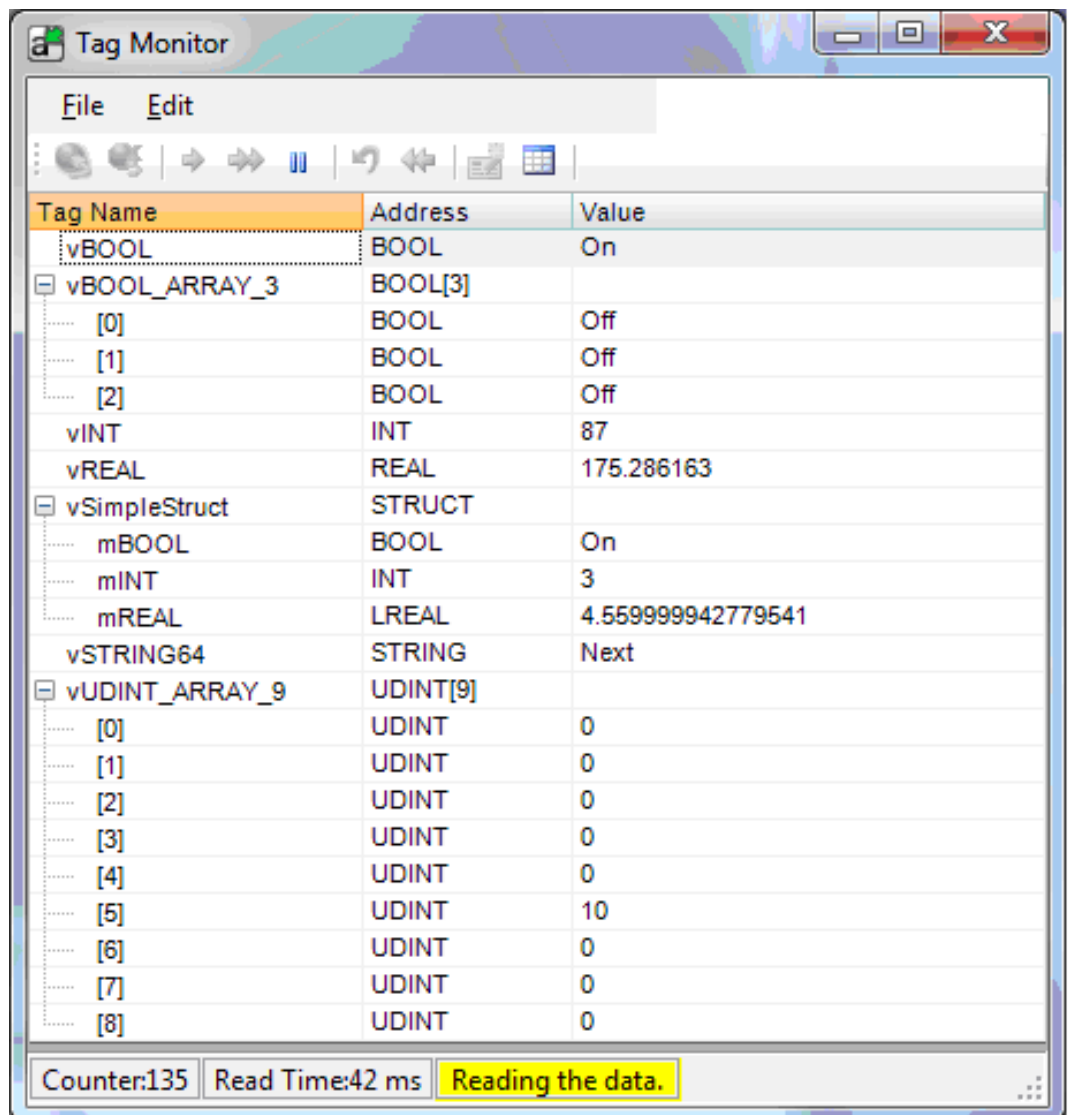 Tag Monitor
File Edit
Tag Name Address Value
vBOOL BOOL On
vBOOL_ARRAY_3 BOOL[3]
[0] BOOL Off
[1] BOOL Off
[2] BOOL Off
vINT INT 87
vREAL REAL 175.286163
vSimpleStruct STRUCT
mBOOL BOOL On
mINT INT 3
mREAL LREAL 4.559999942779541
vSTRING64 STRING Next
vUDINT_ARRAY_9 UDINT[9]
[0] UDINT 0
[1] UDINT 0
[2] UDINT 0
[3] UDINT 0
[4] UDINT 0
[5] UDINT 10
[6] UDINT 0
[7] UDINT 0
[8] UDINT 0
Counter:135 Read Time:42 ms Reading the data.